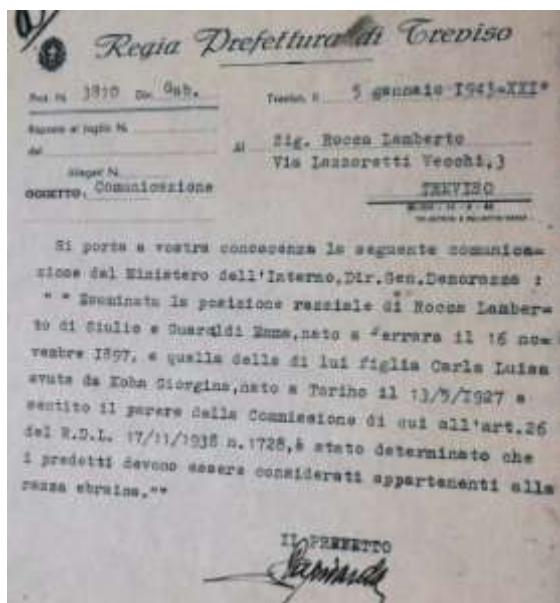 Regia Prefettura di Treviso
Prot. N. 3810 Div. Gab.
Treviso, li 5 gennaio 1943=XXI°
Risposta al foglio N.
del
Al Sig. Rocca Lamberto
Via Lazzaretti Vecchi,3
Allegati N.
OGGETTO: Comunicazione
TREVISO
Si porta a vostra conoscenza la seguente comunica=
zione del Ministero dell'Interno,Dir.Gen.Demorazza :
" " Esaminata la posizione razziale di Rocca Lamber=
to di Giulio e Guaraldi Emma,nato a Ferrara il 16 no=
vembre 1897, e quella della di lui figlia Carla Luisa
avuta da Kohn Giorgina,nato a Torino il 13/5/1927 e
sentito il parere della Commissione di cui all'art.26
del R.D.L. 17/11/1938 n.1728,è stato determinato che
i predetti devono essere considerati appartenenti alla
razza ebraica.""
IL PREFETTO